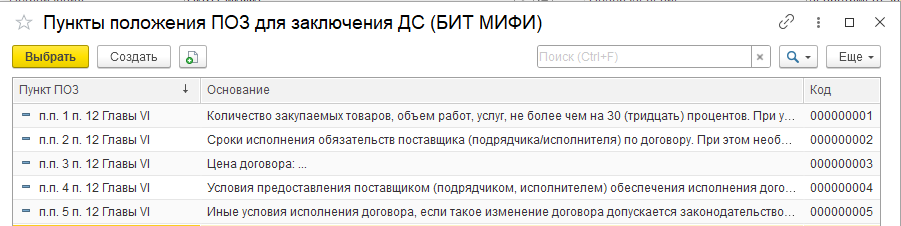 Пункты положения ПОЗ для заключения ДС (БИТ МИФИ)
Выбрать Создать Поиск (Ctrl+F) × Еще
Пункт ПОЗ ↓ Основание Код
п.п. 1 п. 12 Главы VI Количество закупаемых товаров, объем работ, услуг, не более чем на 30 (тридцать) процентов. При у... 000000001
п.п. 2 п. 12 Главы VI Сроки исполнения обязательств поставщика (подрядчика/исполнителя) по договору. При этом необ... 000000002
п.п. 3 п. 12 Главы VI Цена договора: ... 000000003
п.п. 4 п. 12 Главы VI Условия предоставления поставщиком (подрядчиком, исполнителем) обеспечения исполнения дого... 000000004
п.п. 5 п. 12 Главы VI Иные условия исполнения договора, если такое изменение договора допускается законодательство... 000000005